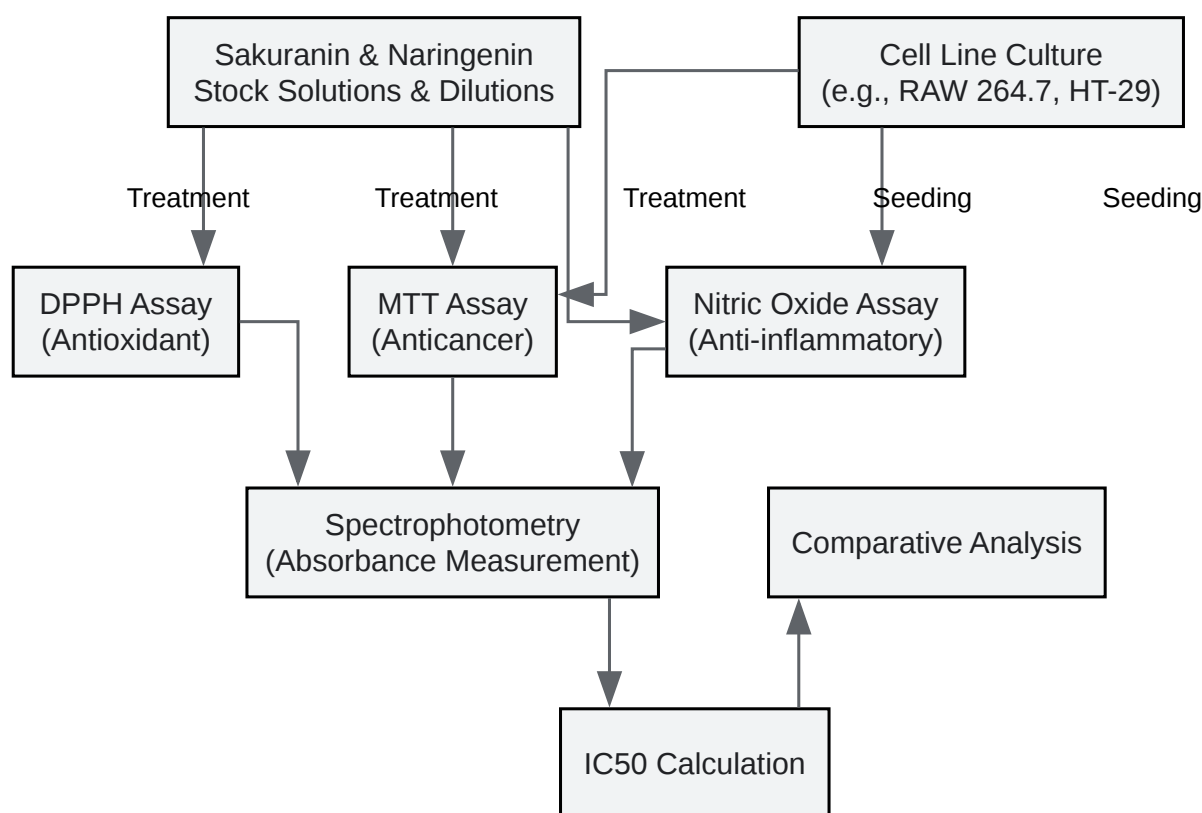 Sakuranin & Naringenin
Stock Solutions & Dilutions
Cell Line Culture
(e.g., RAW 264.7, HT-29)
Treatment
Treatment
Treatment
Seeding
Seeding
DPPH Assay
(Antioxidant)
MTT Assay
(Anticancer)
Nitric Oxide Assay
(Anti-inflammatory)
Spectrophotometry
(Absorbance Measurement)
Comparative Analysis
IC50 Calculation